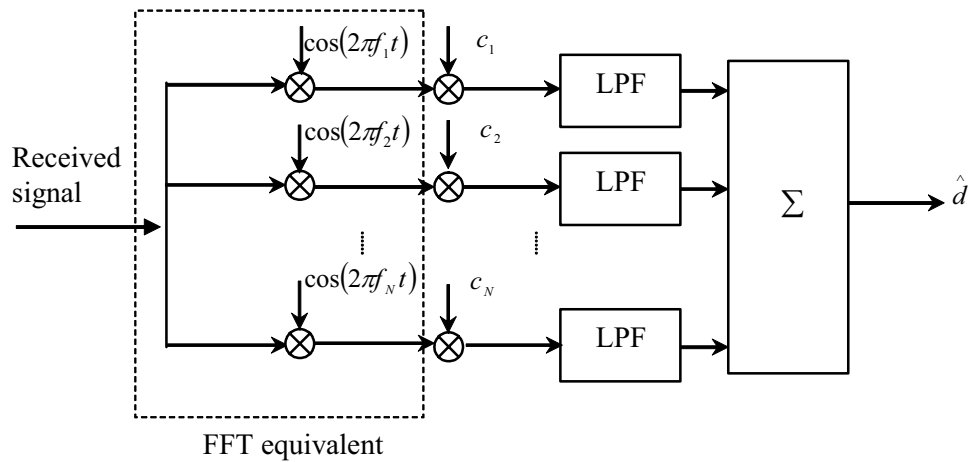 cos(2πf₁t)
c₁
LPF
cos(2πf₂t)
c₂
Received
signal
LPF
Σ
d̂
cos(2πf_N t)
c_N
LPF
FFT equivalent